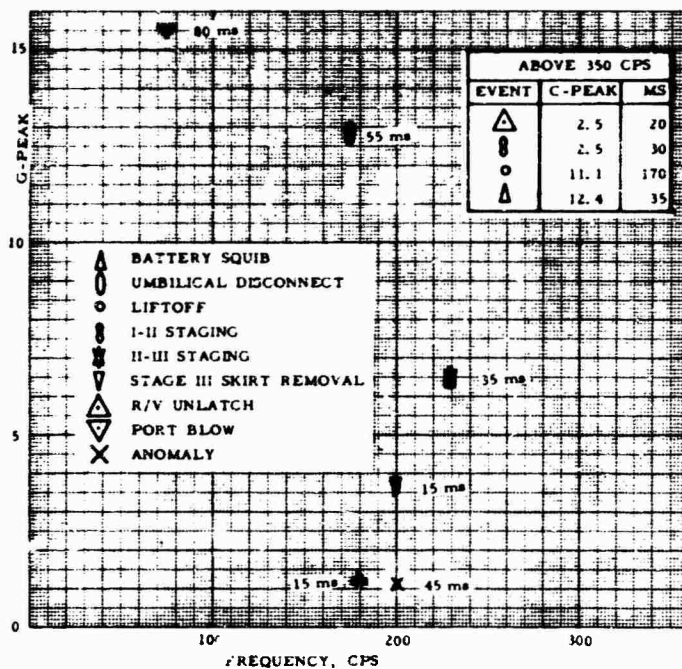 15
80 ms
ABOVE 350 CPS
EVENT C-PEAK MS
2.5 20
2.5 30
11.1 170
12.4 35
55 ms
G-PEAK
10
BATTERY SQUIB
UMBILICAL DISCONNECT
LIFTOFF
I-II STAGING
II-III STAGING
STAGE III SKIRT REMOVAL
R/V UNLATCH
PORT BLOW
ANOMALY
35 ms
5
15 ms
15 ms
45 ms
0
200
FREQUENCY, CPS